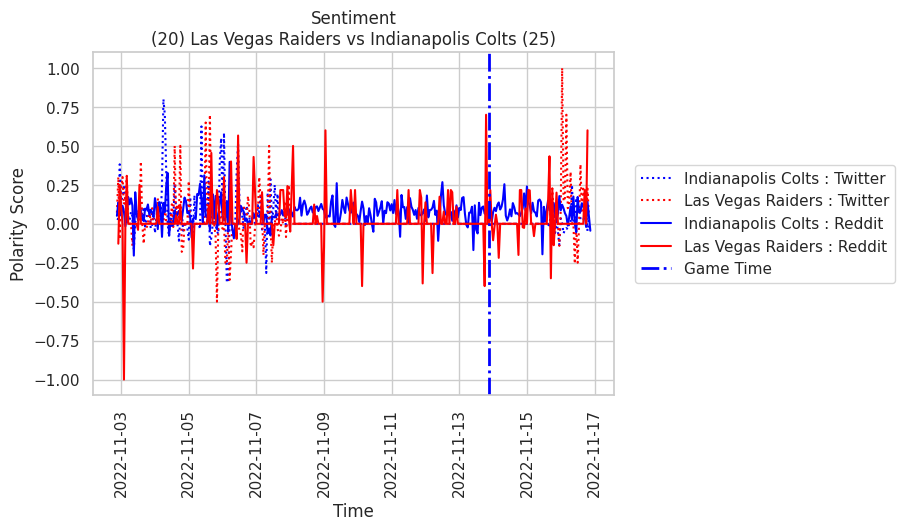 Sentiment
(20) Las Vegas Raiders vs Indianapolis Colts (25)
1.00
0.75
0.50
0.25
0.00
−0.25
−0.50
−0.75
−1.00
Polarity Score
2022-11-03
2022-11-05
2022-11-07
2022-11-09
2022-11-11
2022-11-13
2022-11-15
2022-11-17
Time
Indianapolis Colts : Twitter
Las Vegas Raiders : Twitter
Indianapolis Colts : Reddit
Las Vegas Raiders : Reddit
Game Time